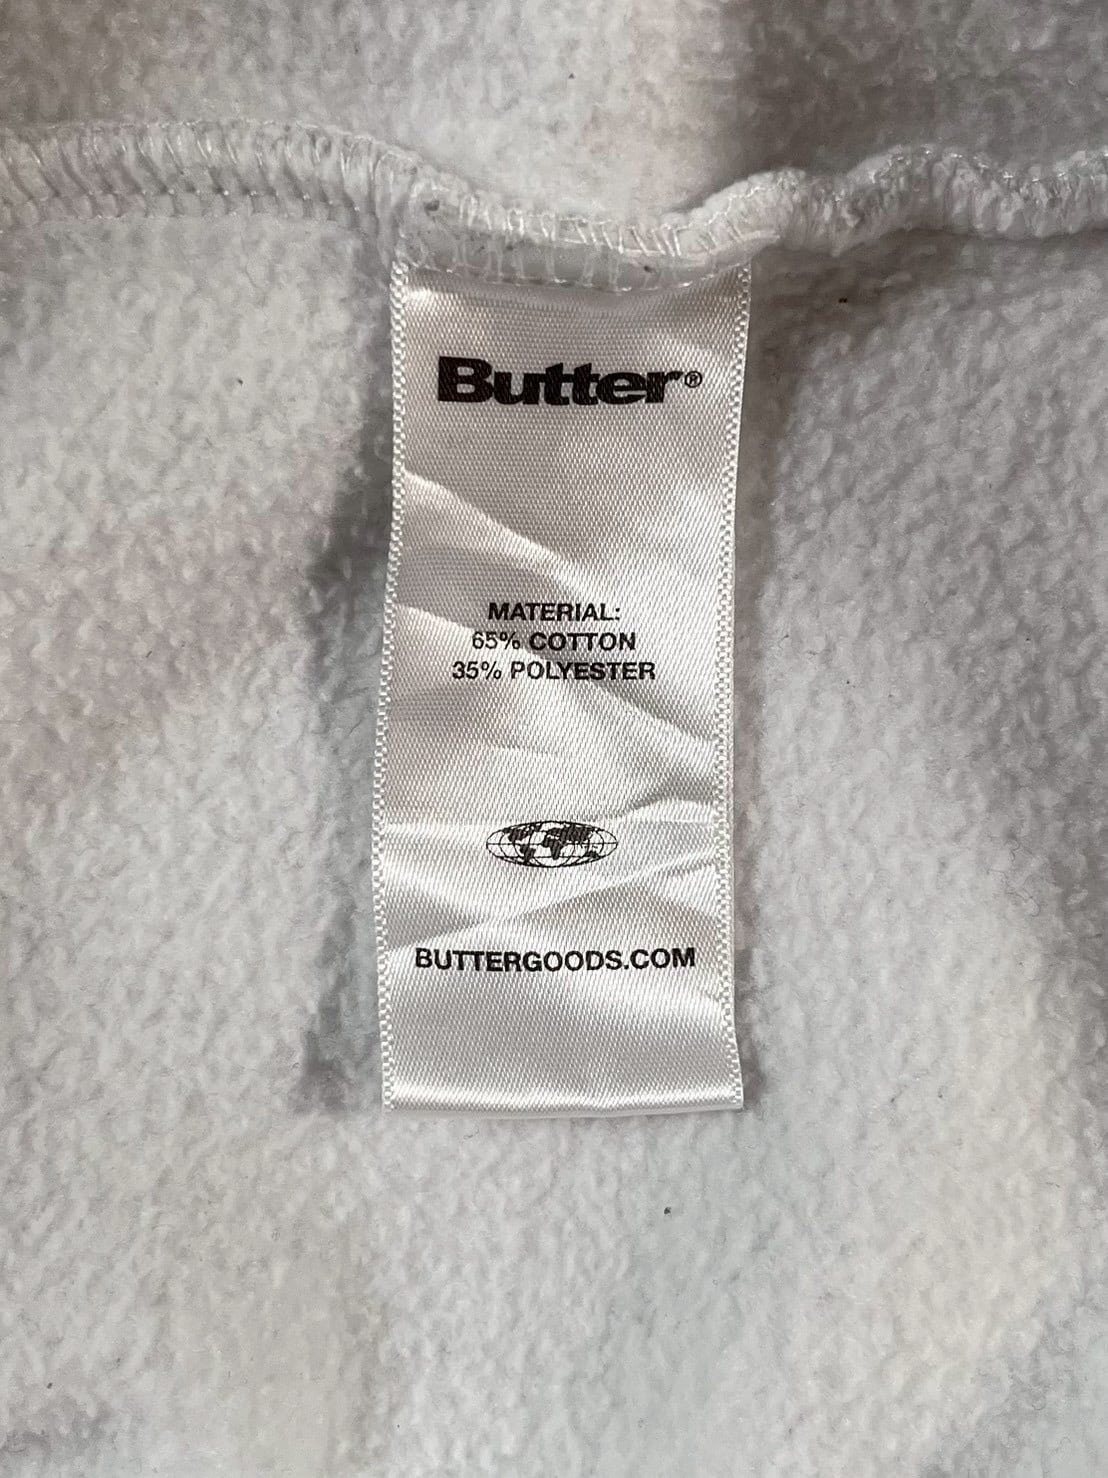 Butter®
MATERIAL:
65% COTTON
35% POLYESTER
BUTTERGOODS.COM